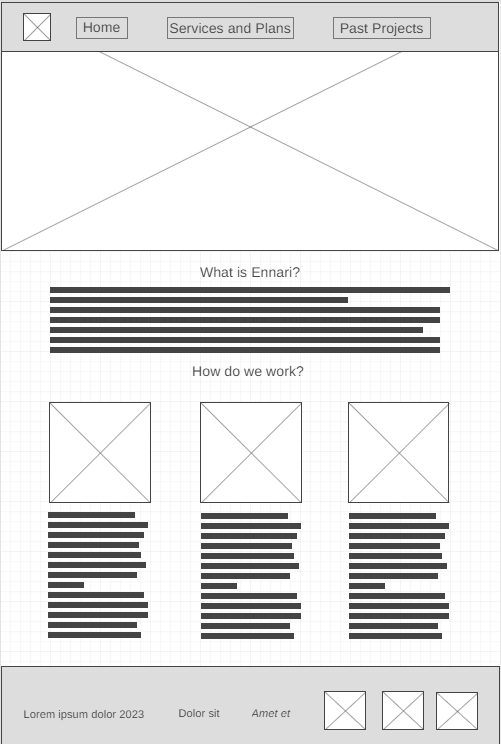 Home
Services and Plans
Past Projects
What is Ennari?
How do we work?
Lorem ipsum dolor 2023
Dolor sit
Amet et